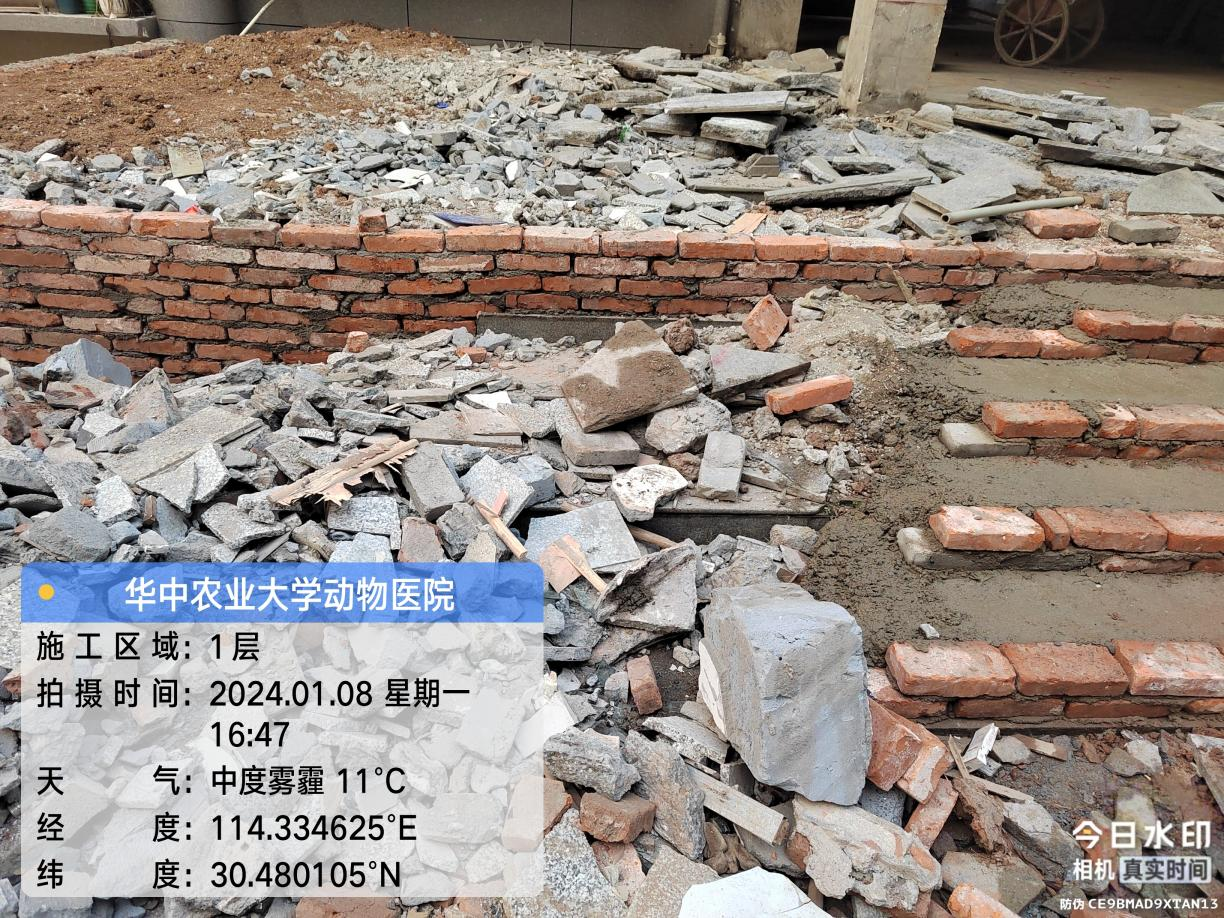 华中农业大学动物医院
施工区域：1层
拍摄时间：2024.01.08 星期一
16:47
天气：中度雾霾 11℃
经度：114.334625°E
纬度：30.480105°N
今日水印
相机 真实时间
防伪 CE9BMAD9XTAN13